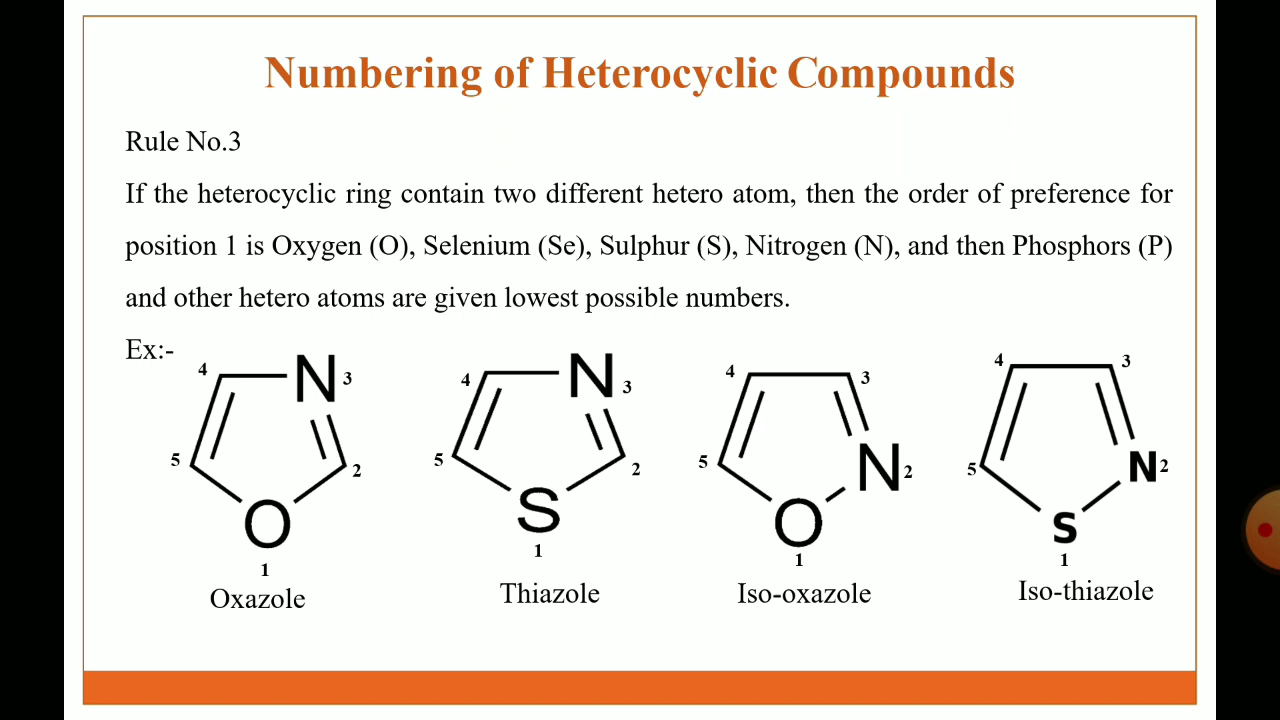 Numbering of Heterocyclic Compounds
Rule No.3
If the heterocyclic ring contain two different hetero atom, then the order of preference for
position 1 is Oxygen (O), Selenium (Se), Sulphur (S), Nitrogen (N), and then Phosphors (P)
and other hetero atoms are given lowest possible numbers.
Ex:-
4 N 3
5 2
O
1
Oxazole
4 N 3
5 2
S
1
Thiazole
4 3
5 N 2
O
1
Iso-oxazole
4 3
5 N 2
S
1
Iso-thiazole